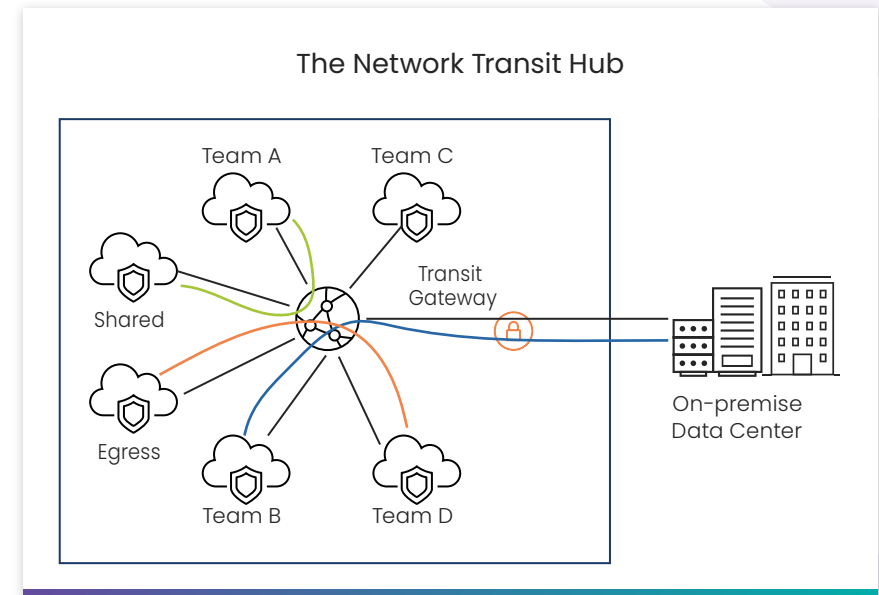 The Network Transit Hub
Team A
Team C
Transit
Gateway
Shared
Egress
Team B
Team D
On-premise
Data Center